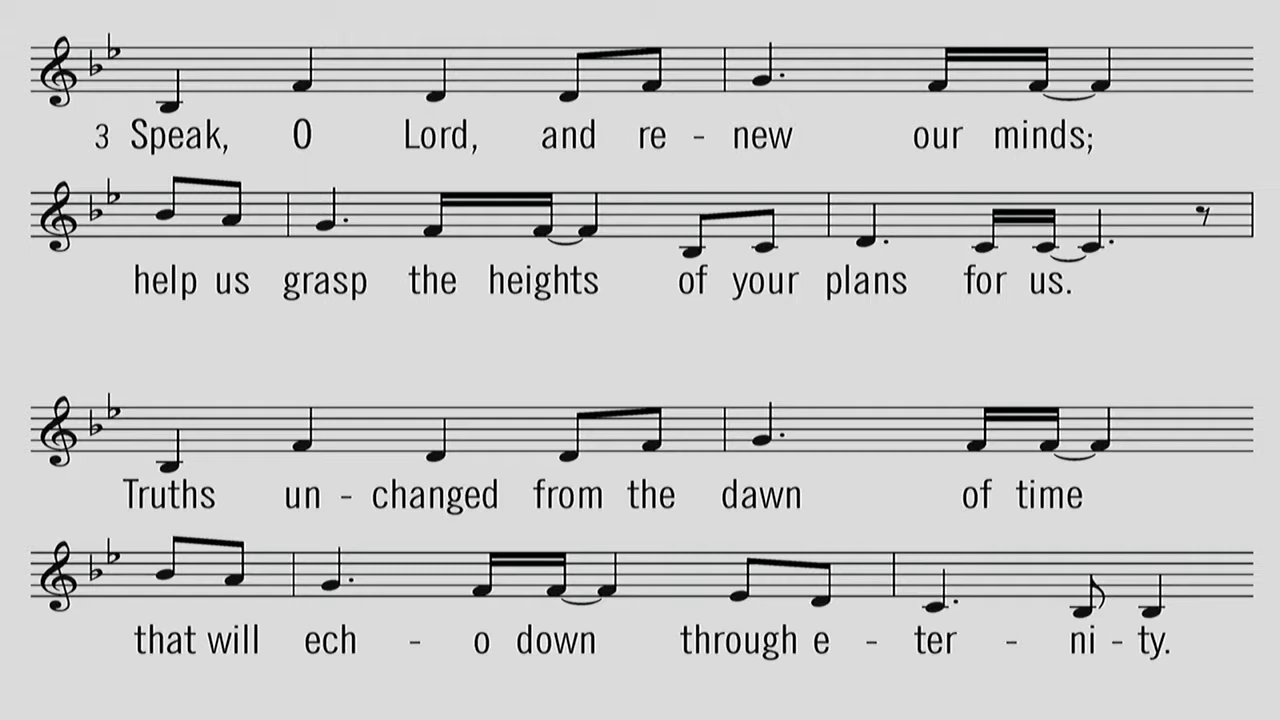 3 Speak, O Lord, and re - new our minds;
help us grasp the heights of your plans for us.
Truths un - changed from the dawn of time
that will ech - o down through e - ter - ni - ty.